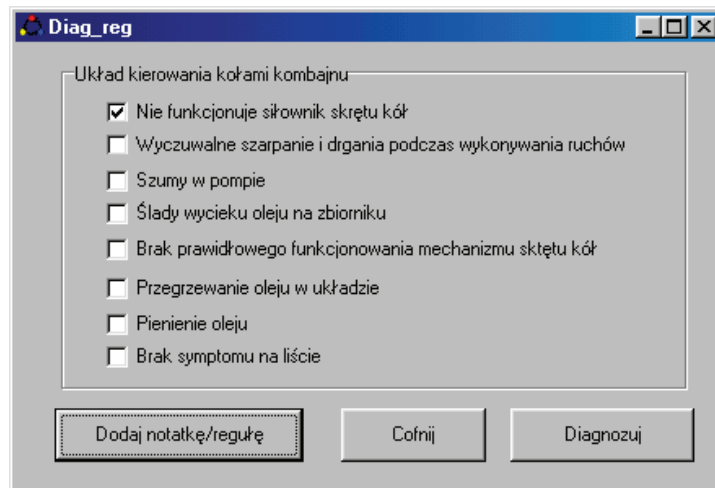 Diag_reg
Układ kierowania kołami kombajnu
Nie funkcjonuje siłownik skrętu kół
Wyczuwalne szarpanie i drgania podczas wykonywania ruchów
Szumy w pompie
Ślady wycieku oleju na zbiorniku
Brak prawidłowego funkcjonowania mechanizmu sktętu kół
Przegrzewanie oleju w układzie
Pienienie oleju
Brak symptomu na liście
Dodaj notatkę/regułę Cofnij Diagnozuj